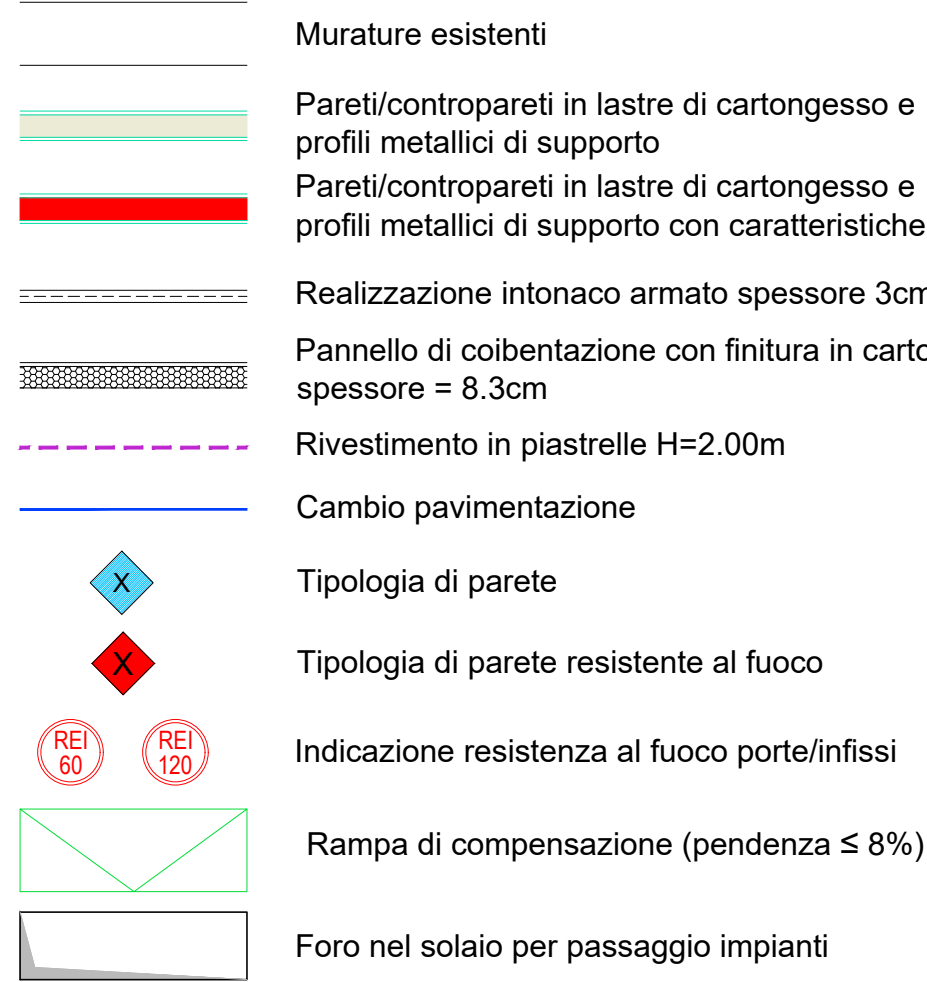 Murature esistenti
Pareti/contropareti in lastre di cartongesso e
profili metallici di supporto
Pareti/contropareti in lastre di cartongesso e
profili metallici di supporto con caratteristiche
Realizzazione intonaco armato spessore 3cm
Pannello di coibentazione con finitura in carto
spessore = 8.3cm
Rivestimento in piastrelle H=2.00m
Cambio pavimentazione
X
Tipologia di parete
X
Tipologia di parete resistente al fuoco
REI
60
REI
120
Indicazione resistenza al fuoco porte/infissi
Rampa di compensazione (pendenza ≤ 8%)
Foro nel solaio per passaggio impianti